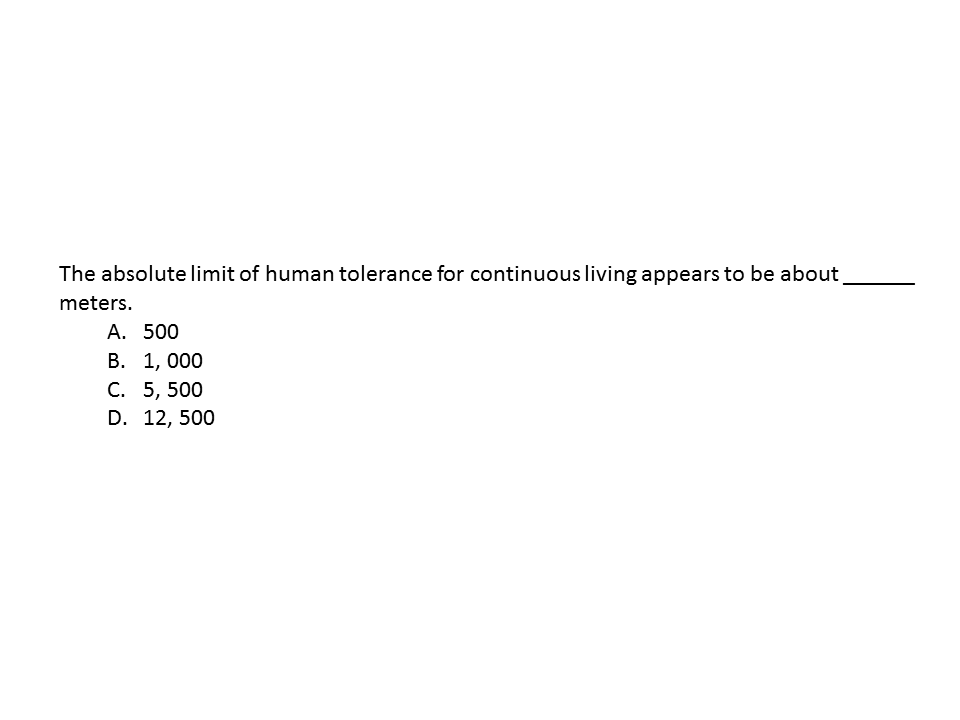 The absolute limit of human tolerance for continuous living appears to be about ______
meters.
A. 500
B. 1, 000
C. 5, 500
D. 12, 500